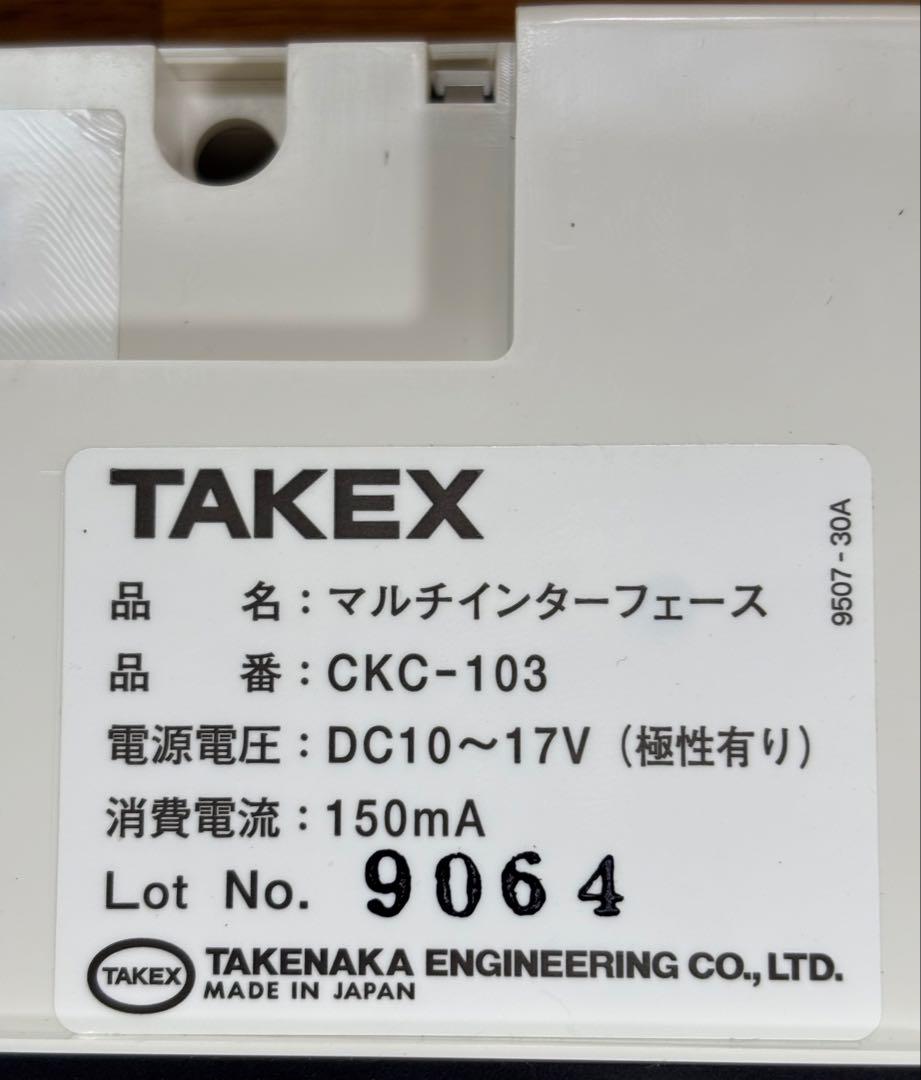 TAKEX
品 名：マルチインターフェース
品 番：CKC-103
電源電圧：DC10～17V（極性有り）
消費電流：150mA
Lot No. 9064
TAKEX TAKENAKA ENGINEERING CO., LTD.
MADE IN JAPAN
9507-30A